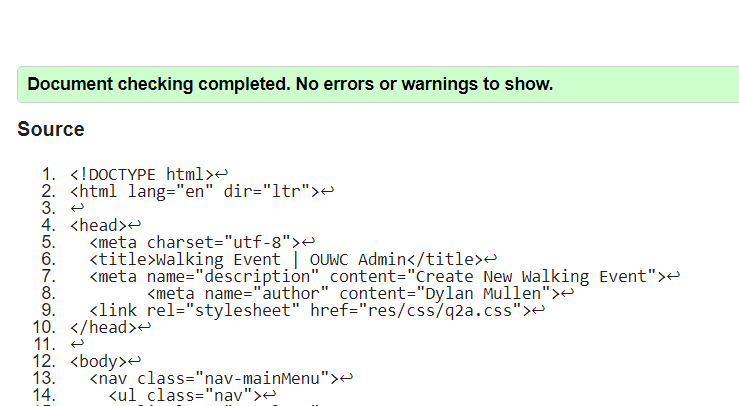 Document checking completed. No errors or warnings to show.
Source
1. <!DOCTYPE html>↩
2. <html lang="en" dir="ltr">↩
3. ↩
4. <head>↩
5.   <meta charset="utf-8">↩
6.   <title>Walking Event | OUWC Admin</title>↩
7.   <meta name="description" content="Create New Walking Event">↩
8.         <meta name="author" content="Dylan Mullen">↩
9.   <link rel="stylesheet" href="res/css/q2a.css">↩
10. </head>↩
11. ↩
12. <body>↩
13.   <nav class="nav-mainMenu">↩
14.     <ul class="nav">↩